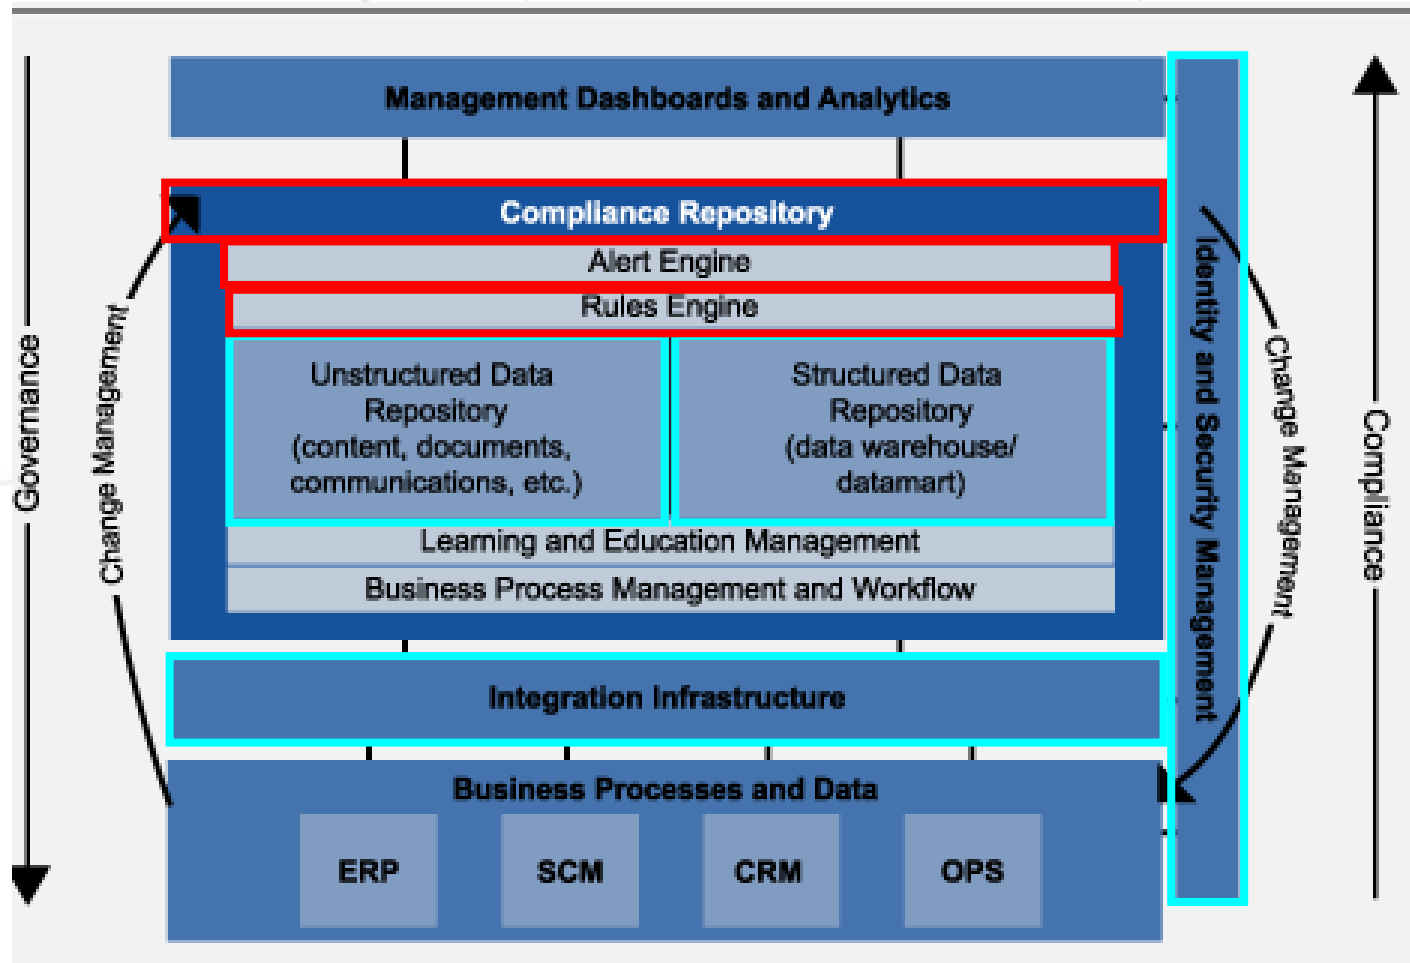 Management Dashboards and Analytics
Compliance Repository
Alert Engine
Rules Engine
Unstructured Data
Repository
(content, documents,
communications, etc.)
Structured Data
Repository
(data warehouse/
datamart)
Learning and Education Management
Business Process Management and Workflow
Integration Infrastructure
Business Processes and Data
ERP
SCM
CRM
OPS
Governance
Change Management
Identity and Security Management
Change Management
Compliance